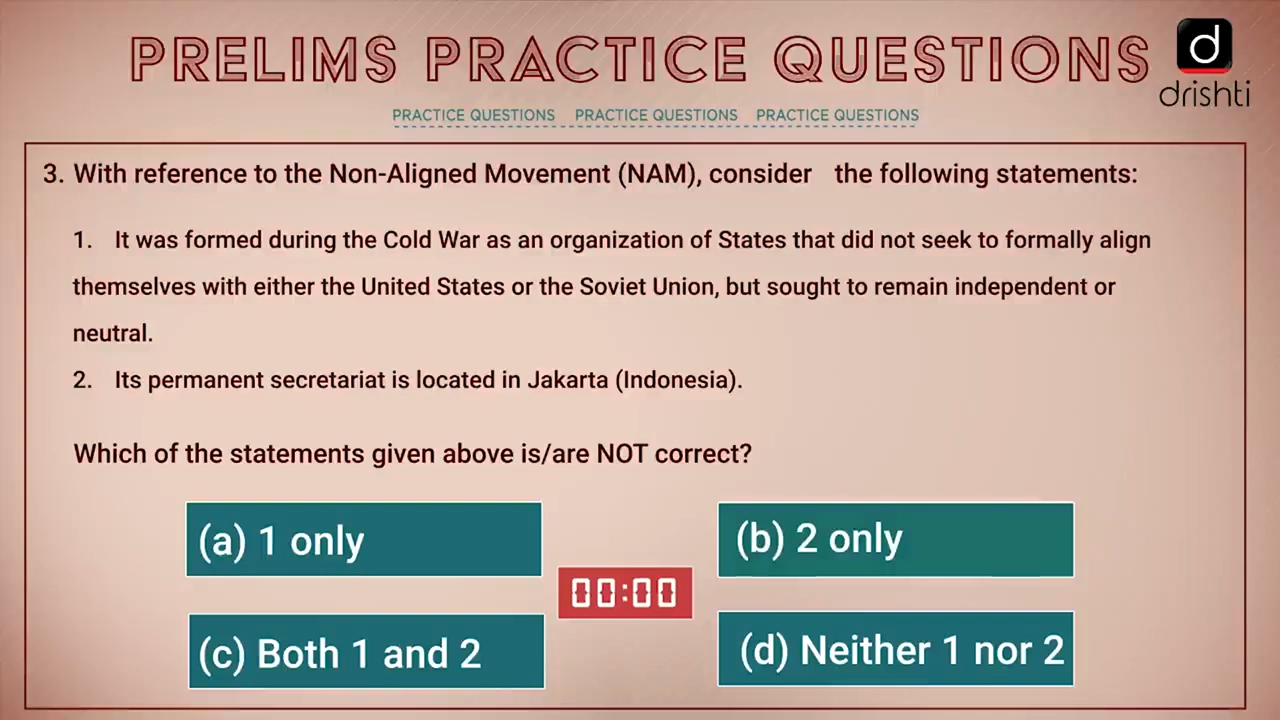 PRELIMS PRACTICE QUESTIONS
d
drishti
PRACTICE QUESTIONS PRACTICE QUESTIONS PRACTICE QUESTIONS
3. With reference to the Non-Aligned Movement (NAM), consider the following statements:
1. It was formed during the Cold War as an organization of States that did not seek to formally align
themselves with either the United States or the Soviet Union, but sought to remain independent or
neutral.
2. Its permanent secretariat is located in Jakarta (Indonesia).
Which of the statements given above is/are NOT correct?
(a) 1 only
(b) 2 only
00:00
(c) Both 1 and 2
(d) Neither 1 nor 2